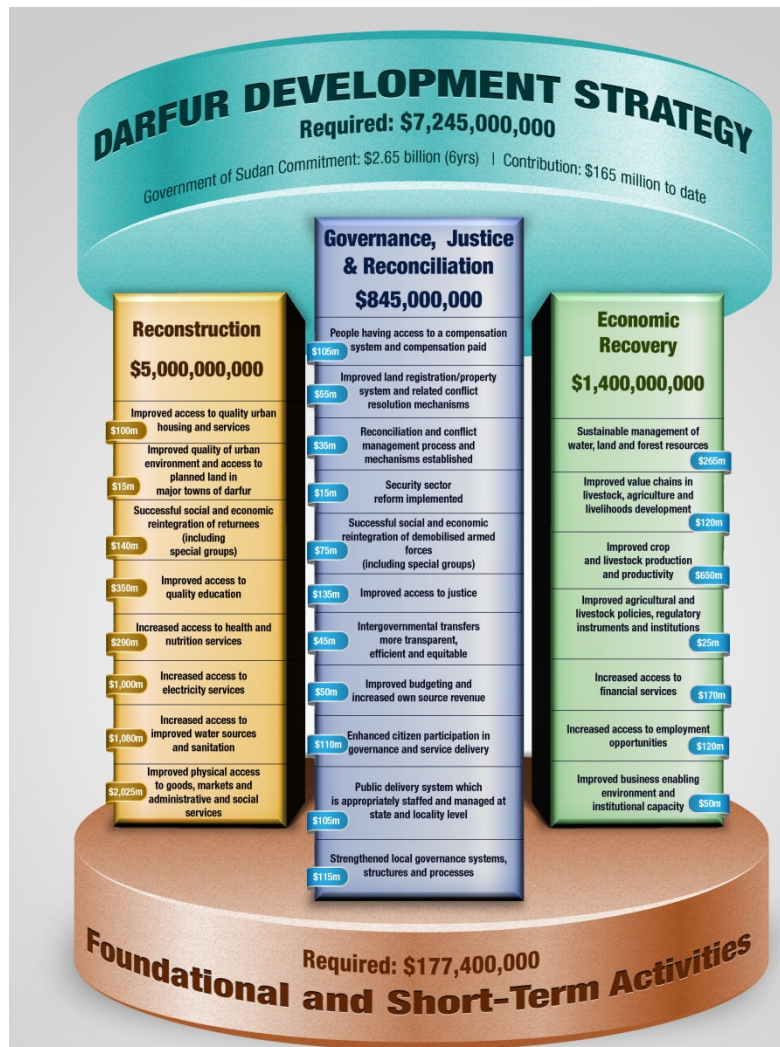 DARFUR DEVELOPMENT STRATEGY
Required: $7,245,000,000
Government of Sudan Commitment: $2.65 billion (6yrs) | Contribution: $165 million to date
Reconstruction
$5,000,000,000
Improved access to quality urban
housing and services
$100m
Improved quality of urban
environment and access to
planned land in
major towns of darfur
$15m
Successful social and economic
reintegration of returnees
(including
special groups)
$140m
Improved access to
quality education
$350m
Increased access to health and
nutrition services
$290m
Increased access to
electricity services
$1,000m
Increased access to
improved water sources
and sanitation
$1,080m
Improved physical access
to goods, markets and
administrative and social
services
$2,025m
Governance, Justice
& Reconciliation
$845,000,000
People having access to a compensation
system and compensation paid
$105m
Improved land registration/property
system and related conflict
resolution mechanisms
$55m
Reconciliation and conflict
management process and
mechanisms established
$35m
Security sector
reform implemented
$15m
Successful social and economic
reintegration of demobilised armed
forces
(including special groups)
$75m
Improved access to justice
$135m
Intergovernmental transfers
more transparent,
efficient and equitable
$45m
Improved budgeting and
increased own source revenue
$50m
Enhanced citizen participation in
governance and service delivery
$110m
Public delivery system which
is appropriately staffed and managed at
state and locality level
$105m
Strengthened local governance systems,
structures and processes
$115m
Economic
Recovery
$1,400,000,000
Sustainable management of
water, land and forest resources
$265m
Improved value chains in
livestock, agriculture and
livelihoods development
$120m
Improved crop
and livestock production
and productivity
$650m
Improved agricultural and
livestock policies, regulatory
instruments and institutions
$25m
Increased access to
financial services
$170m
Increased access to employment
opportunities
$120m
Improved business enabling
environment and
institutional capacity
$50m
Required: $177,400,000
Foundational and Short-Term Activities